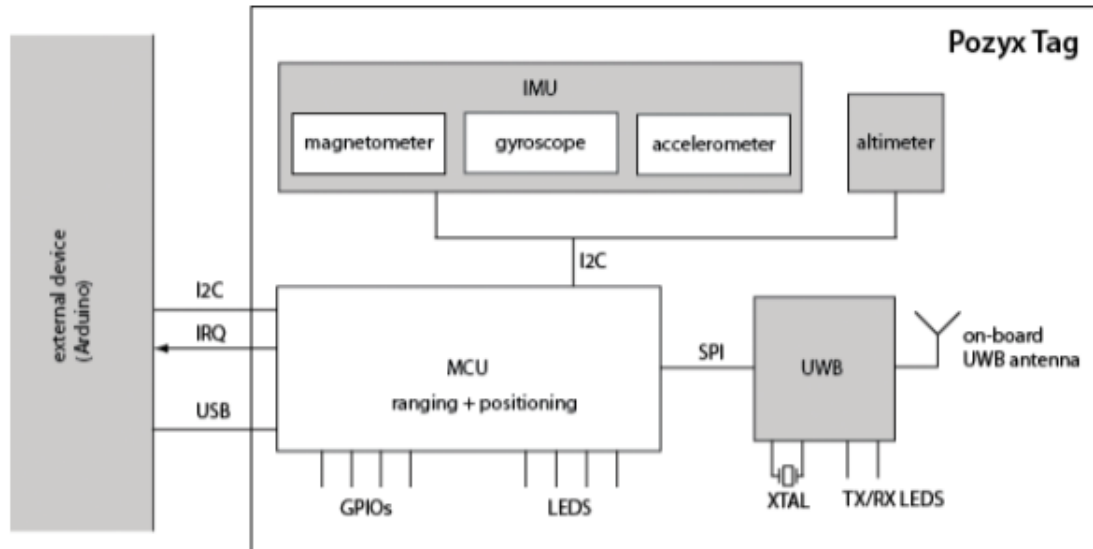 Pozyx Tag
IMU
magnetometer
gyroscope
accelerometer
altimeter
I2C
external device
(Arduino)
I2C
IRQ
USB
MCU
ranging + positioning
SPI
UWB
on-board
UWB antenna
GPIOs
LEDS
XTAL
TX/RX LEDS